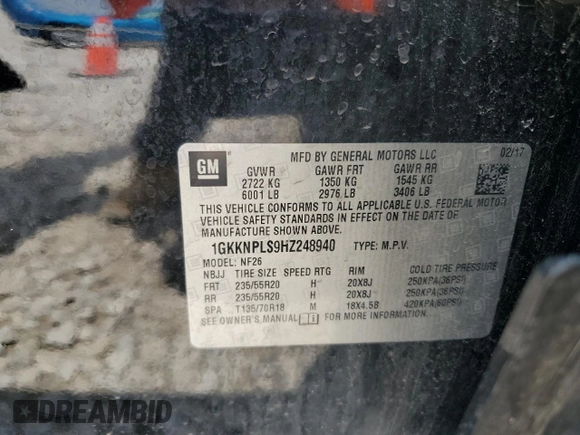 GM
MFD BY GENERAL MOTORS LLC 02/17
GVWR GAWR FRT GAWR RR
2722 KG 1350 KG 1545 KG
6001 LB 2976 LB 3406 LB
THIS VEHICLE CONFORMS TO ALL APPLICABLE U.S. FEDERAL MOTOR
VEHICLE SAFETY STANDARDS IN EFFECT ON THE DATE OF
MANUFACTURE SHOWN ABOVE.
1GKKNPLS9HZ248940 TYPE: M.P.V.
MODEL: NF26
NBJJ TIRE SIZE SPEED RTG RIM COLD TIRE PRESSURE
FRT 235/55R20 H 20X8J 250KPA(36PSI)
RR 235/55R20 H 20X8J 250KPA(36PSI)
SPA T135/70R18 M 18X4.5B 420KPA(60PSI)
SEE OWNER'S MANUAL FOR MORE INFORMATION.
DREAMBID